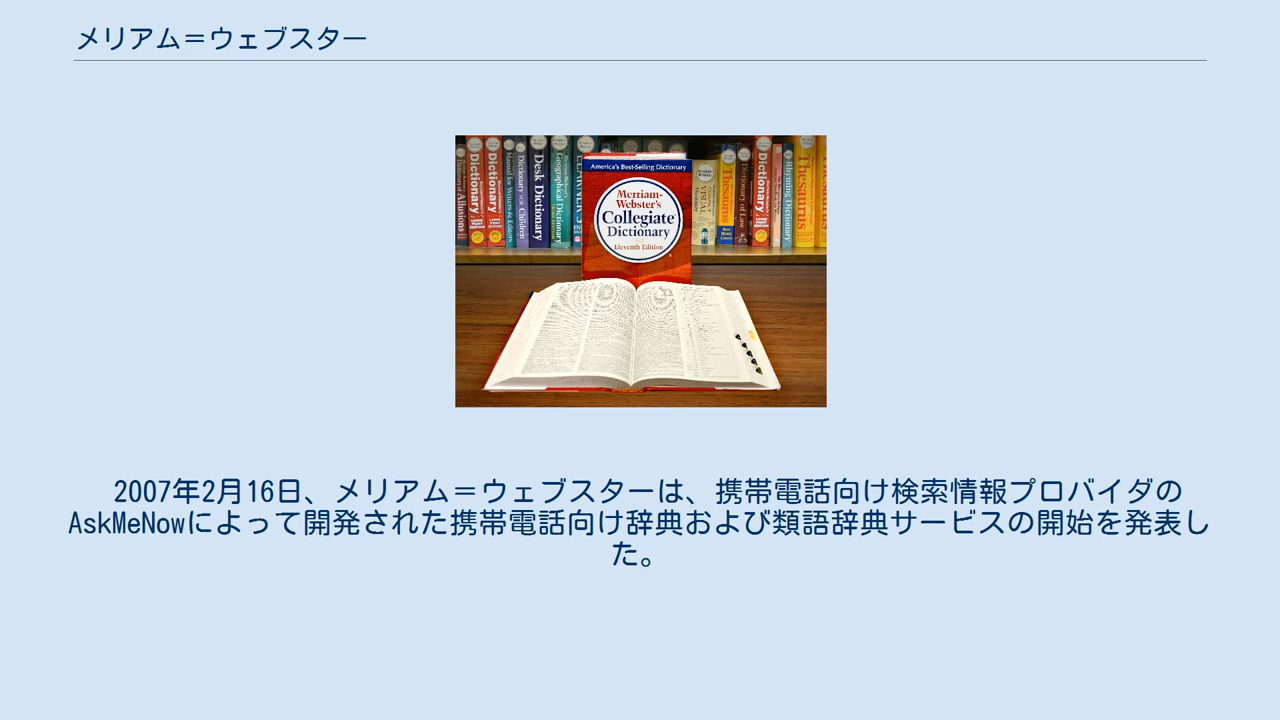 メリアム＝ウェブスター
Dictionary of Allusions
Dictionary
Dictionary
Manual for Writers & Editors
Dictionary for Children
Desk Dictionary
Geographical Dictionary
America's Best-Selling Dictionary
Merriam-
Webster's
Collegiate
Dictionary
Eleventh Edition
VISUAL
Thesaurus
Dictionary of Law
Dictionary
Rhyming Dictionary
Thesaurus
2007年2月16日、メリアム＝ウェブスターは、携帯電話向け検索情報プロバイダの
AskMeNowによって開発された携帯電話向け辞典および類語辞典サービスの開始を発表し
た。